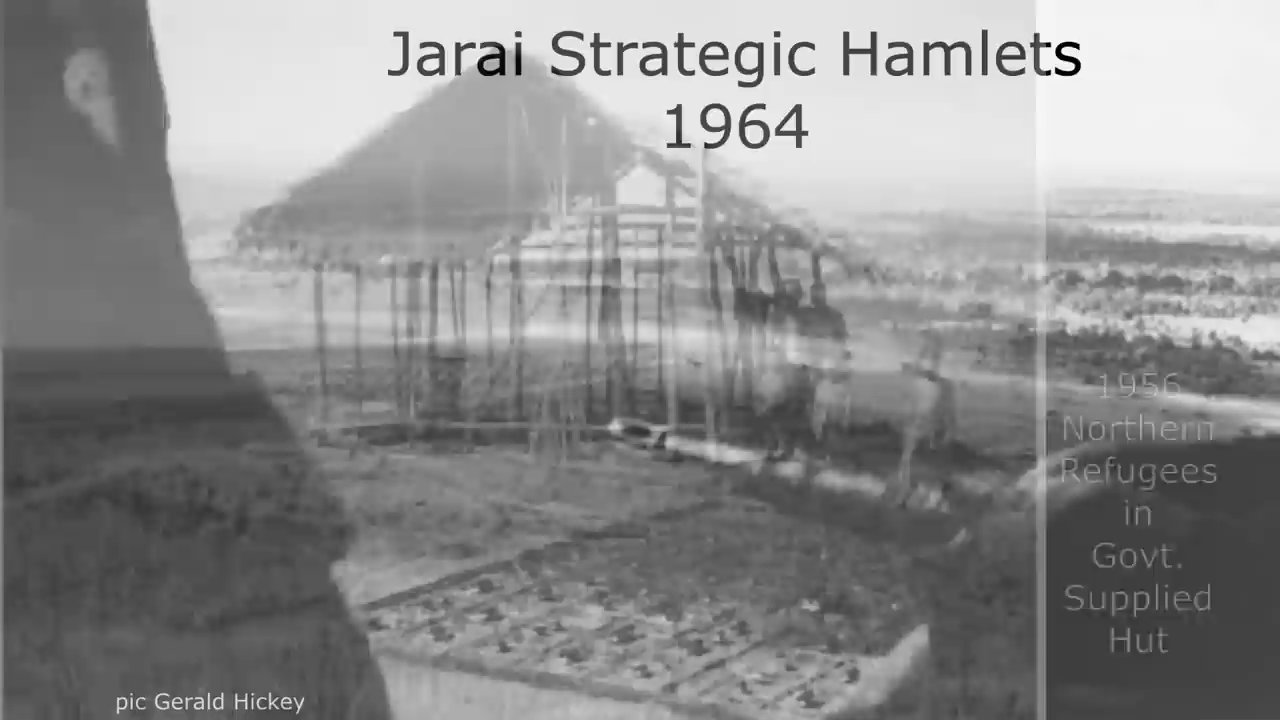 Jarai Strategic Hamlets
1964
1956
Northern
Refugees
in
Govt.
Supplied
Hut
pic Gerald Hickey